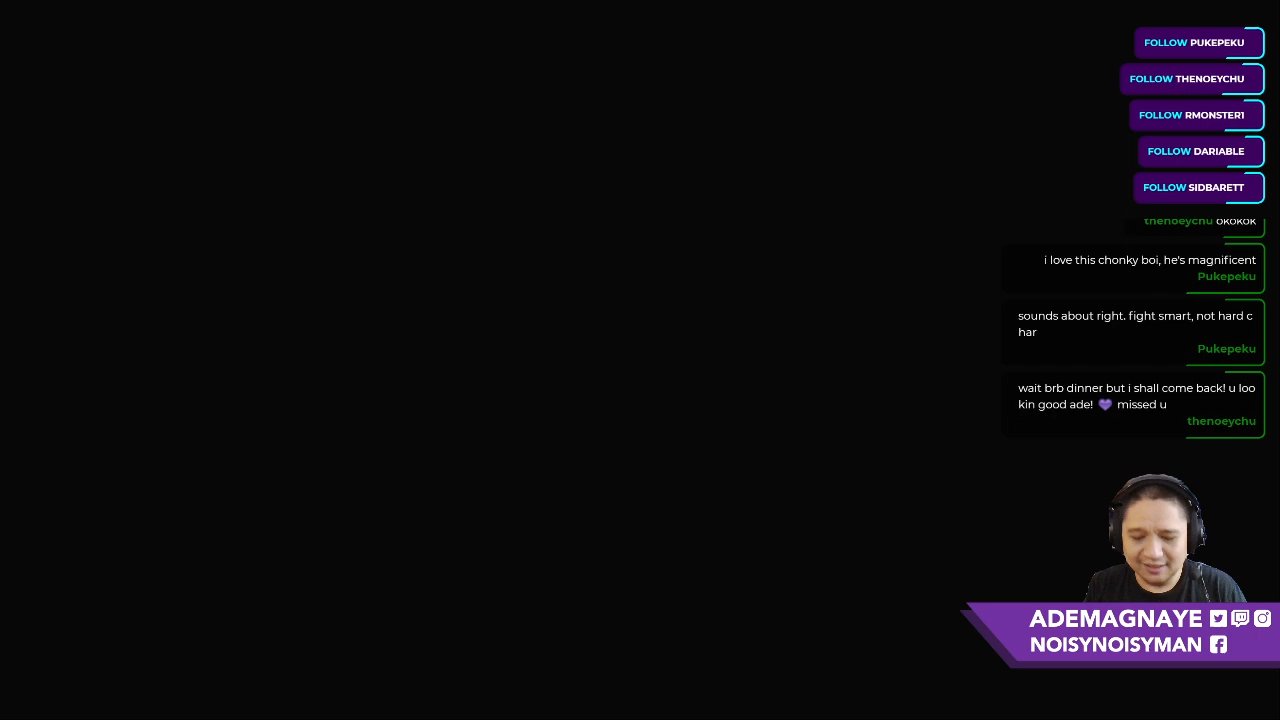 FOLLOW PUKEPEKU
FOLLOW THENOEYCHU
FOLLOW RMONSTER1
FOLLOW DARIABLE
FOLLOW SIDBARETT
thenoeychu okokok
i love this chonky boi, he's magnificent
Pukepeku
sounds about right. fight smart, not hard c
har
Pukepeku
wait brb dinner but i shall come back! u loo
kin good ade! 💜 missed u
thenoeychu
ADEMAGNAYE
NOISYNOISYMAN